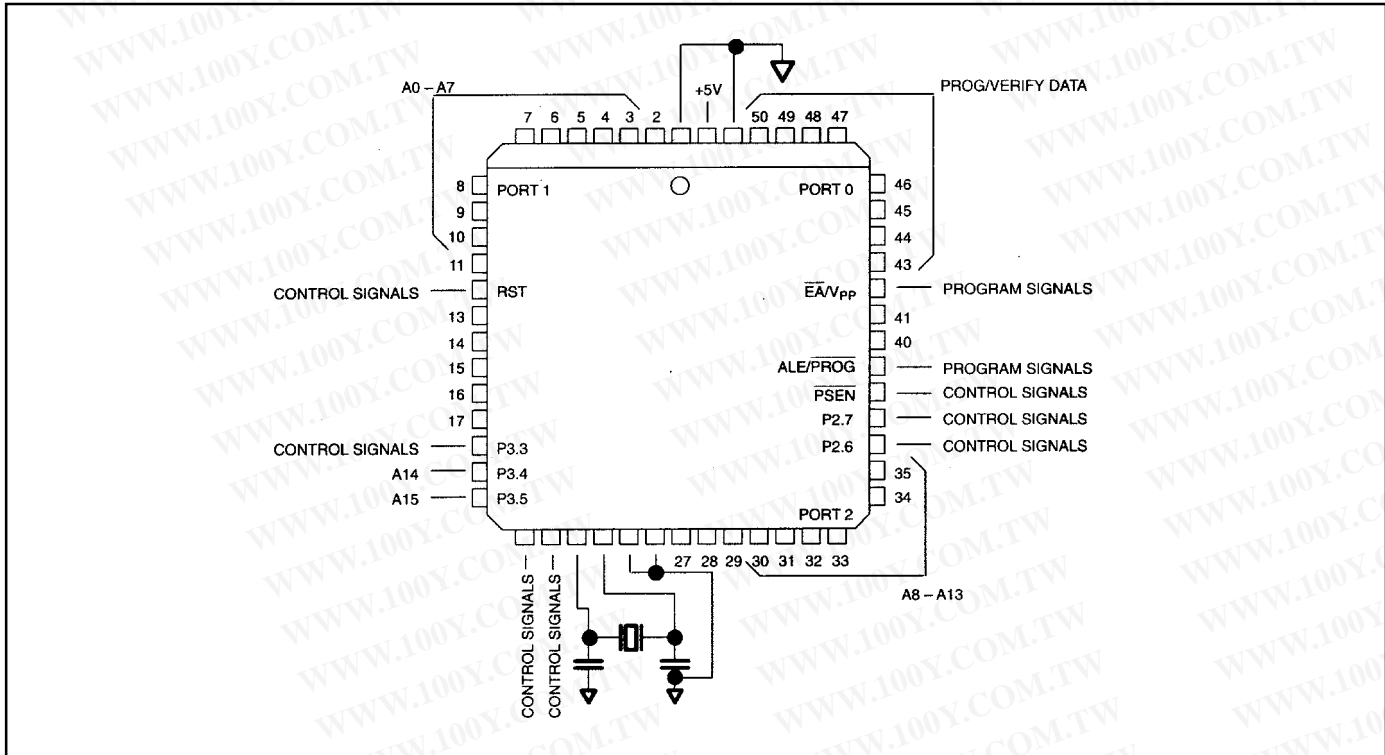 A0 – A7
+5V
PROG/VERIFY DATA
7 6 5 4 3 2 50 49 48 47
8 PORT 1 PORT 0 46
9 45
10 44
11 43
CONTROL SIGNALS RST E̅A̅/VPP PROGRAM SIGNALS
13 41
14 40
15 ALE/P̅R̅O̅G̅ PROGRAM SIGNALS
16 P̅S̅E̅N̅ CONTROL SIGNALS
17 P2.7 CONTROL SIGNALS
CONTROL SIGNALS P3.3 P2.6 CONTROL SIGNALS
A14 P3.4 35
A15 P3.5 34
PORT 2
27 28 29 30 31 32 33
A8 – A13
CONTROL SIGNALS
CONTROL SIGNALS
WWW.100Y.COM.TW